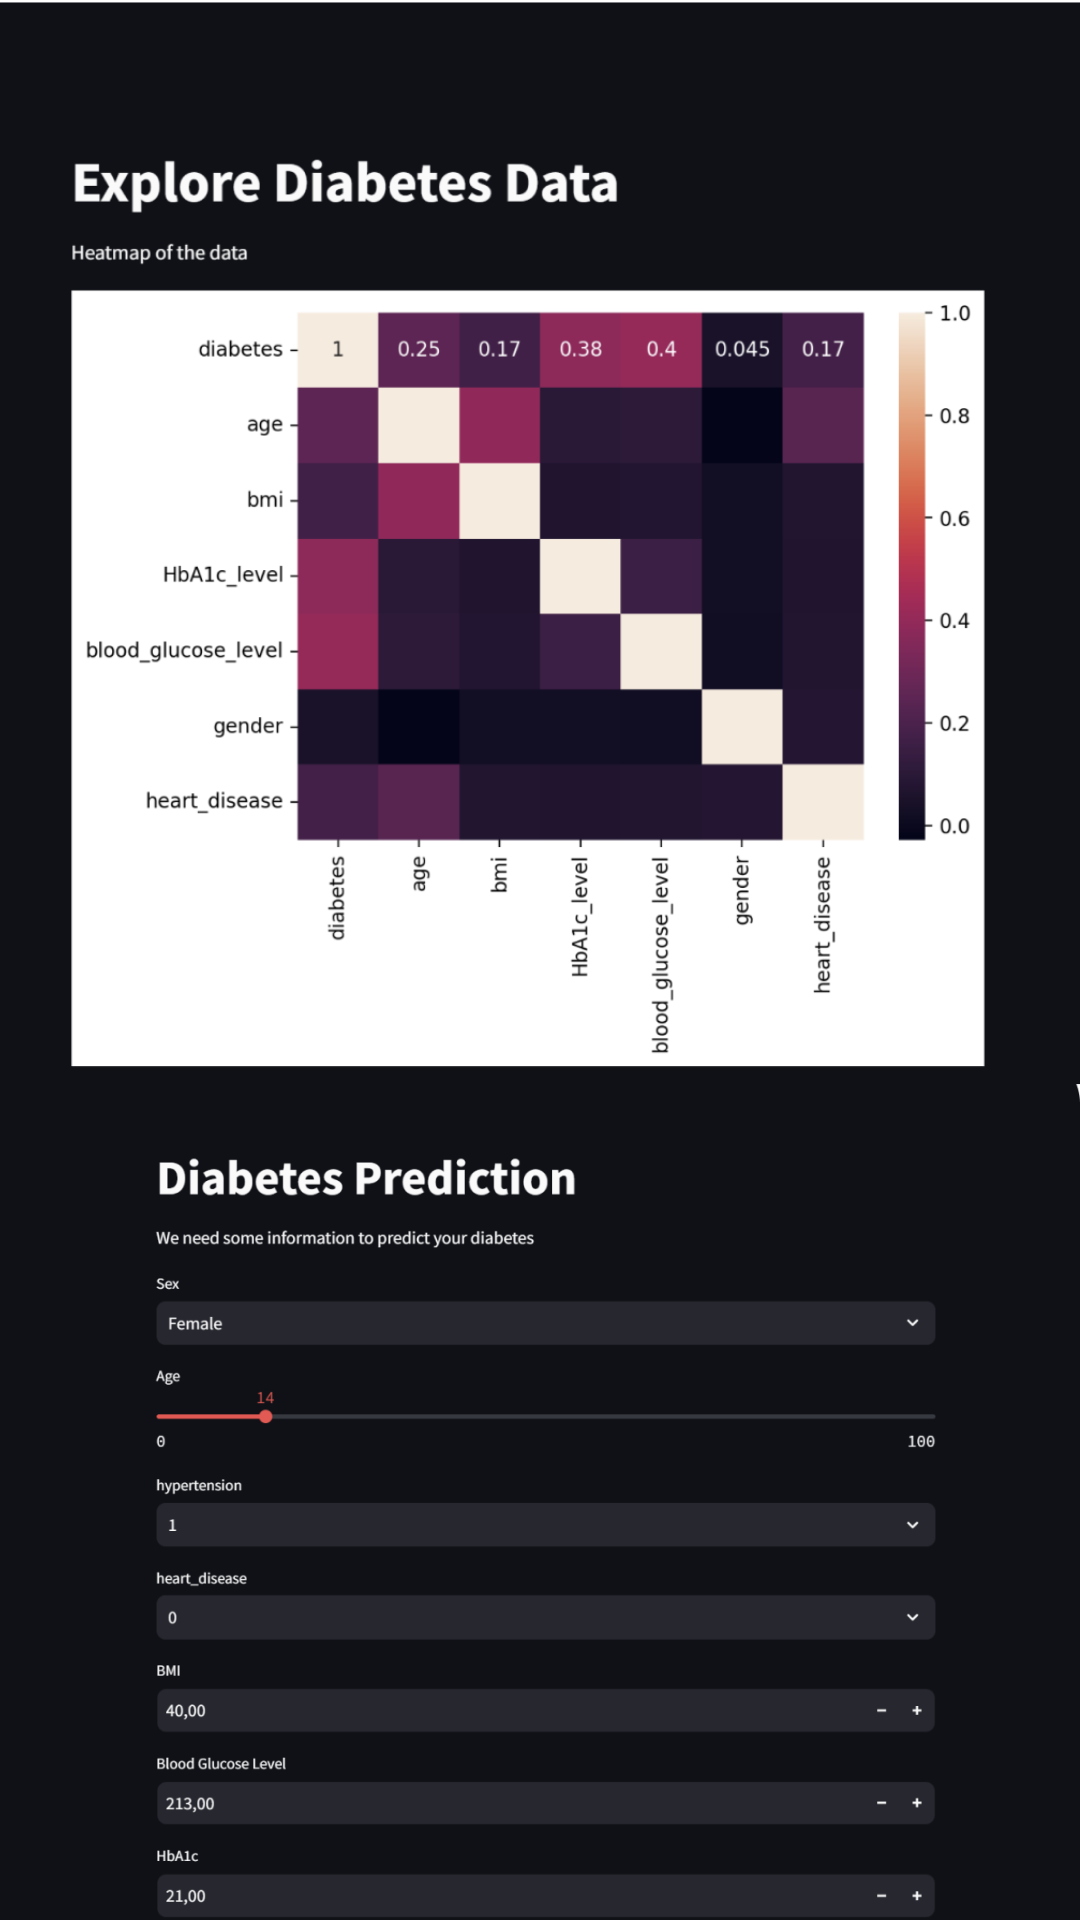 Explore Diabetes Data
Heatmap of the data
diabetes
1 0.25 0.17 0.38 0.4 0.045 0.17
age
bmi
HbA1c_level
blood_glucose_level
gender
heart_disease
1.0
0.8
0.6
0.4
0.2
0.0
diabetes
age
bmi
HbA1c_level
blood_glucose_level
gender
heart_disease
Diabetes Prediction
We need some information to predict your diabetes
Sex
Female
Age
14
0 100
hypertension
1
heart_disease
0
BMI
40,00
Blood Glucose Level
213,00
HbA1c
21,00